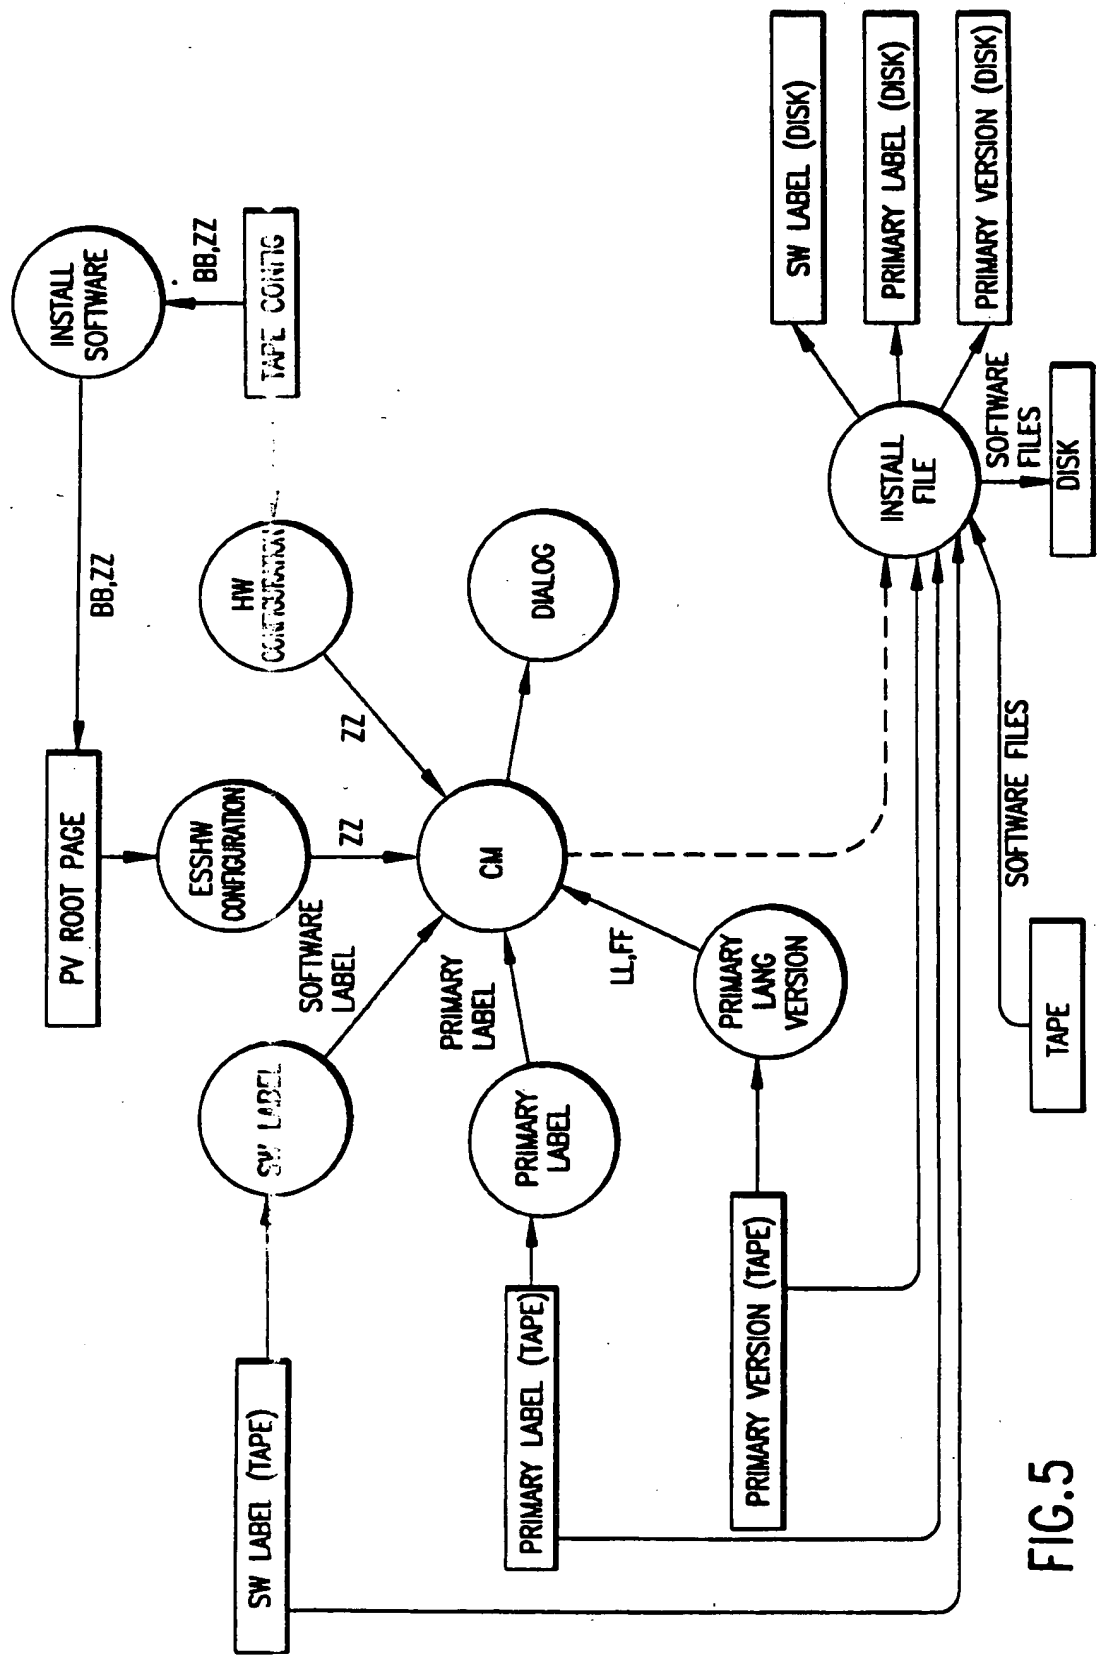 INSTALL
SOFTWARE
BB,ZZ
TAPE CONFIG
BB,ZZ
PV ROOT PAGE
HW
CONFIGURATION
ZZ
ESSHW
CONFIGURATION
ZZ
DIALOG
CM
SW LABEL (TAPE)
SW LABEL
SOFTWARE
LABEL
PRIMARY LABEL (TAPE)
PRIMARY
LABEL
PRIMARY
LABEL
PRIMARY VERSION (TAPE)
PRIMARY
LANG
VERSION
LL,FF
TAPE
SOFTWARE FILES
INSTALL
FILE
SW LABEL (DISK)
PRIMARY LABEL (DISK)
PRIMARY VERSION (DISK)
SOFTWARE
FILES
DISK
FIG.5